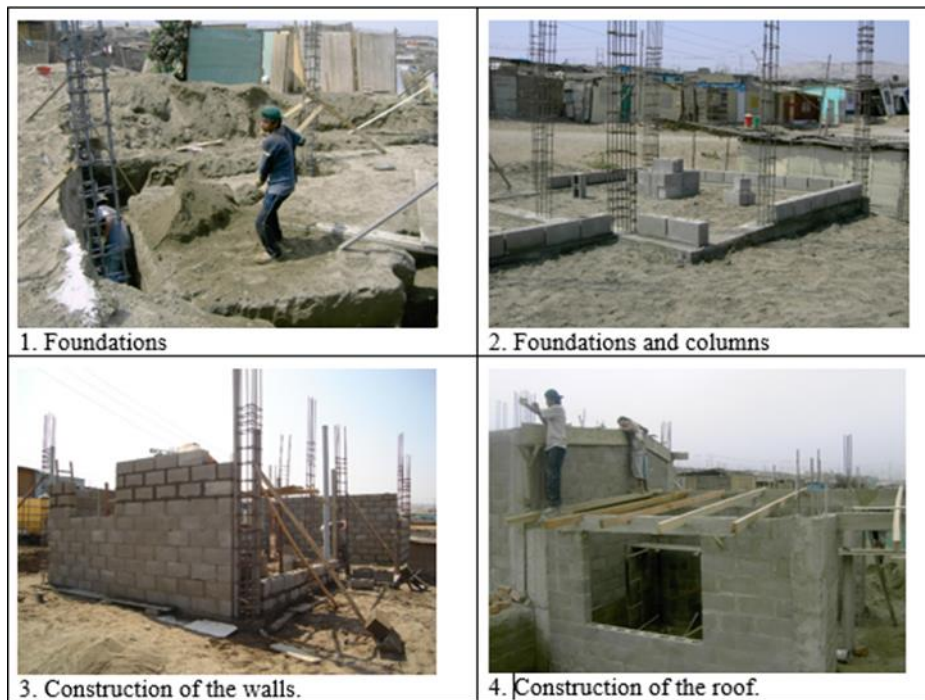 1. Foundations
2. Foundations and columns
3. Construction of the walls.
4. Construction of the roof.